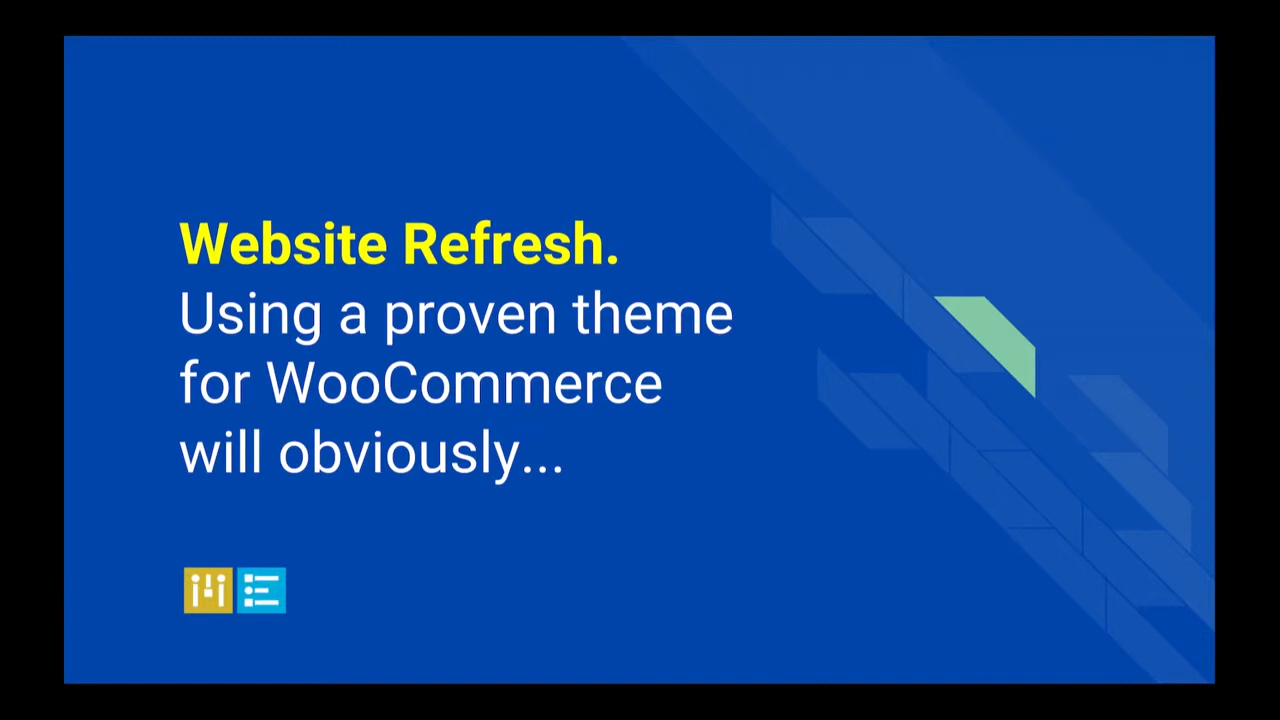 Website Refresh.
Using a proven theme
for WooCommerce
will obviously...